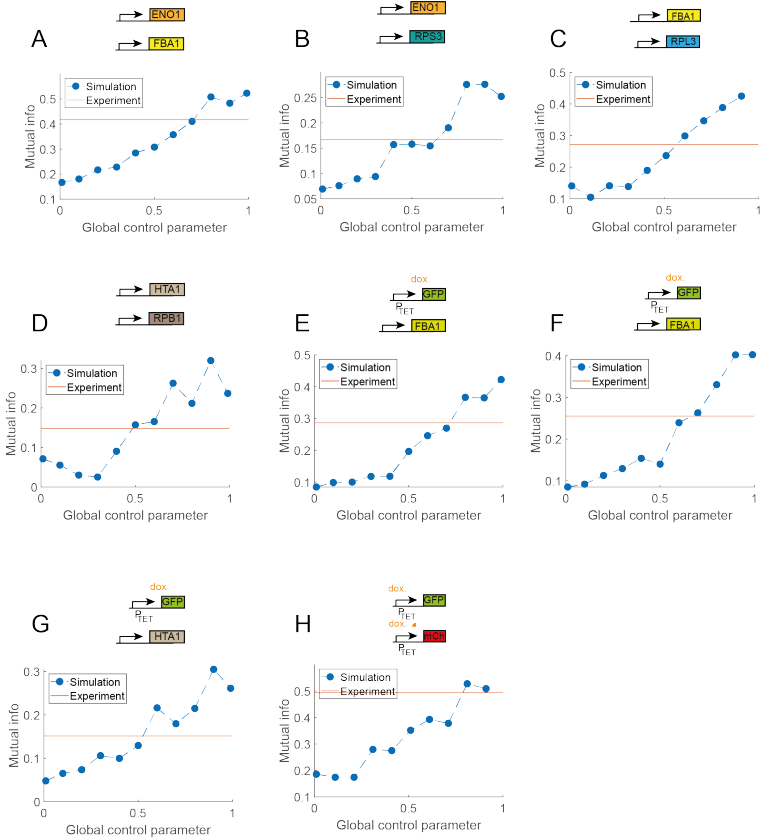 A
ENO1
FBA1
Simulation
Experiment
Mutual info
0.5
0.4
0.3
0.2
0.1
0
0.5
1
Global control parameter
B
ENO1
RPS3
Simulation
Experiment
Mutual info
0.25
0.15
0.1
0.05
0
0.5
1
Global control parameter
C
FBA1
RPL3
Simulation
Experiment
Mutual info
0.5
0.4
0.3
0.2
0.1
0
0.5
1
Global control parameter
D
HTA1
RPB1
Simulation
Experiment
Mutual info
0.3
0.2
0.1
0
0
0.5
1
Global control parameter
E
dox.
GFP
PTET
FBA1
Simulation
Experiment
Mutual info
0.5
0.4
0.3
0.2
0.1
0
0.5
1
Global control parameter
F
dox.
GFP
PTET
FBA1
Simulation
Experiment
Mutual info
0.4
0.3
0.2
0.1
0
0.5
1
Global control parameter
G
dox.
GFP
PTET
HTA1
Simulation
Experiment
Mutual info
0.3
0.2
0.1
0
0
0.5
1
Global control parameter
H
dox.
GFP
PTET
dox.
mCh
PTET
Simulation
Experiment
Mutual info
0.5
0.4
0.3
0.2
0.1
0
0.5
1
Global control parameter